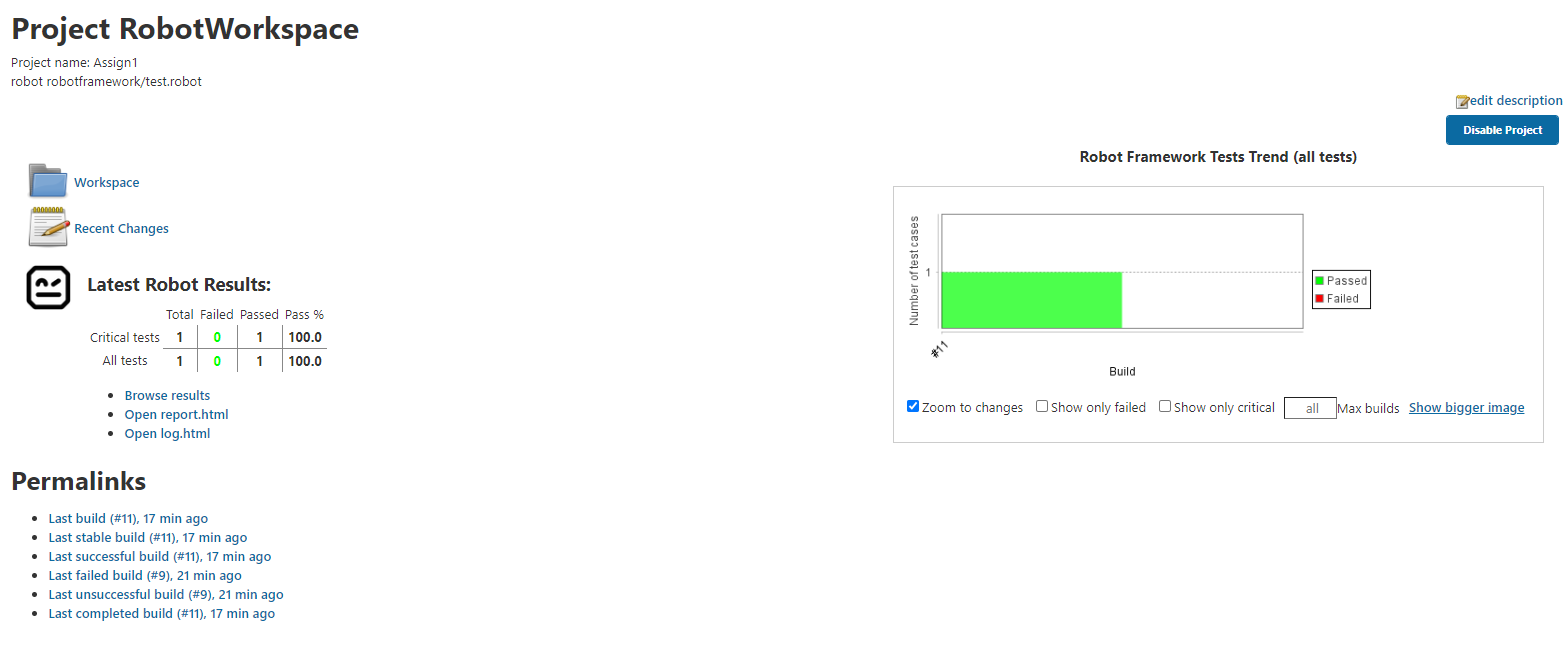 Project RobotWorkspace
Project name: Assign1
robot robotframework/test.robot
edit description
Disable Project
Workspace
Recent Changes
Latest Robot Results:
Total Failed Passed Pass %
Critical tests 1 0 1 100.0
All tests 1 0 1 100.0
Browse results
Open report.html
Open log.html
Robot Framework Tests Trend (all tests)
Number of test cases
1
Passed
Failed
#11
Build
Zoom to changes Show only failed Show only critical all Max builds Show bigger image
Permalinks
Last build (#11), 17 min ago
Last stable build (#11), 17 min ago
Last successful build (#11), 17 min ago
Last failed build (#9), 21 min ago
Last unsuccessful build (#9), 21 min ago
Last completed build (#11), 17 min ago